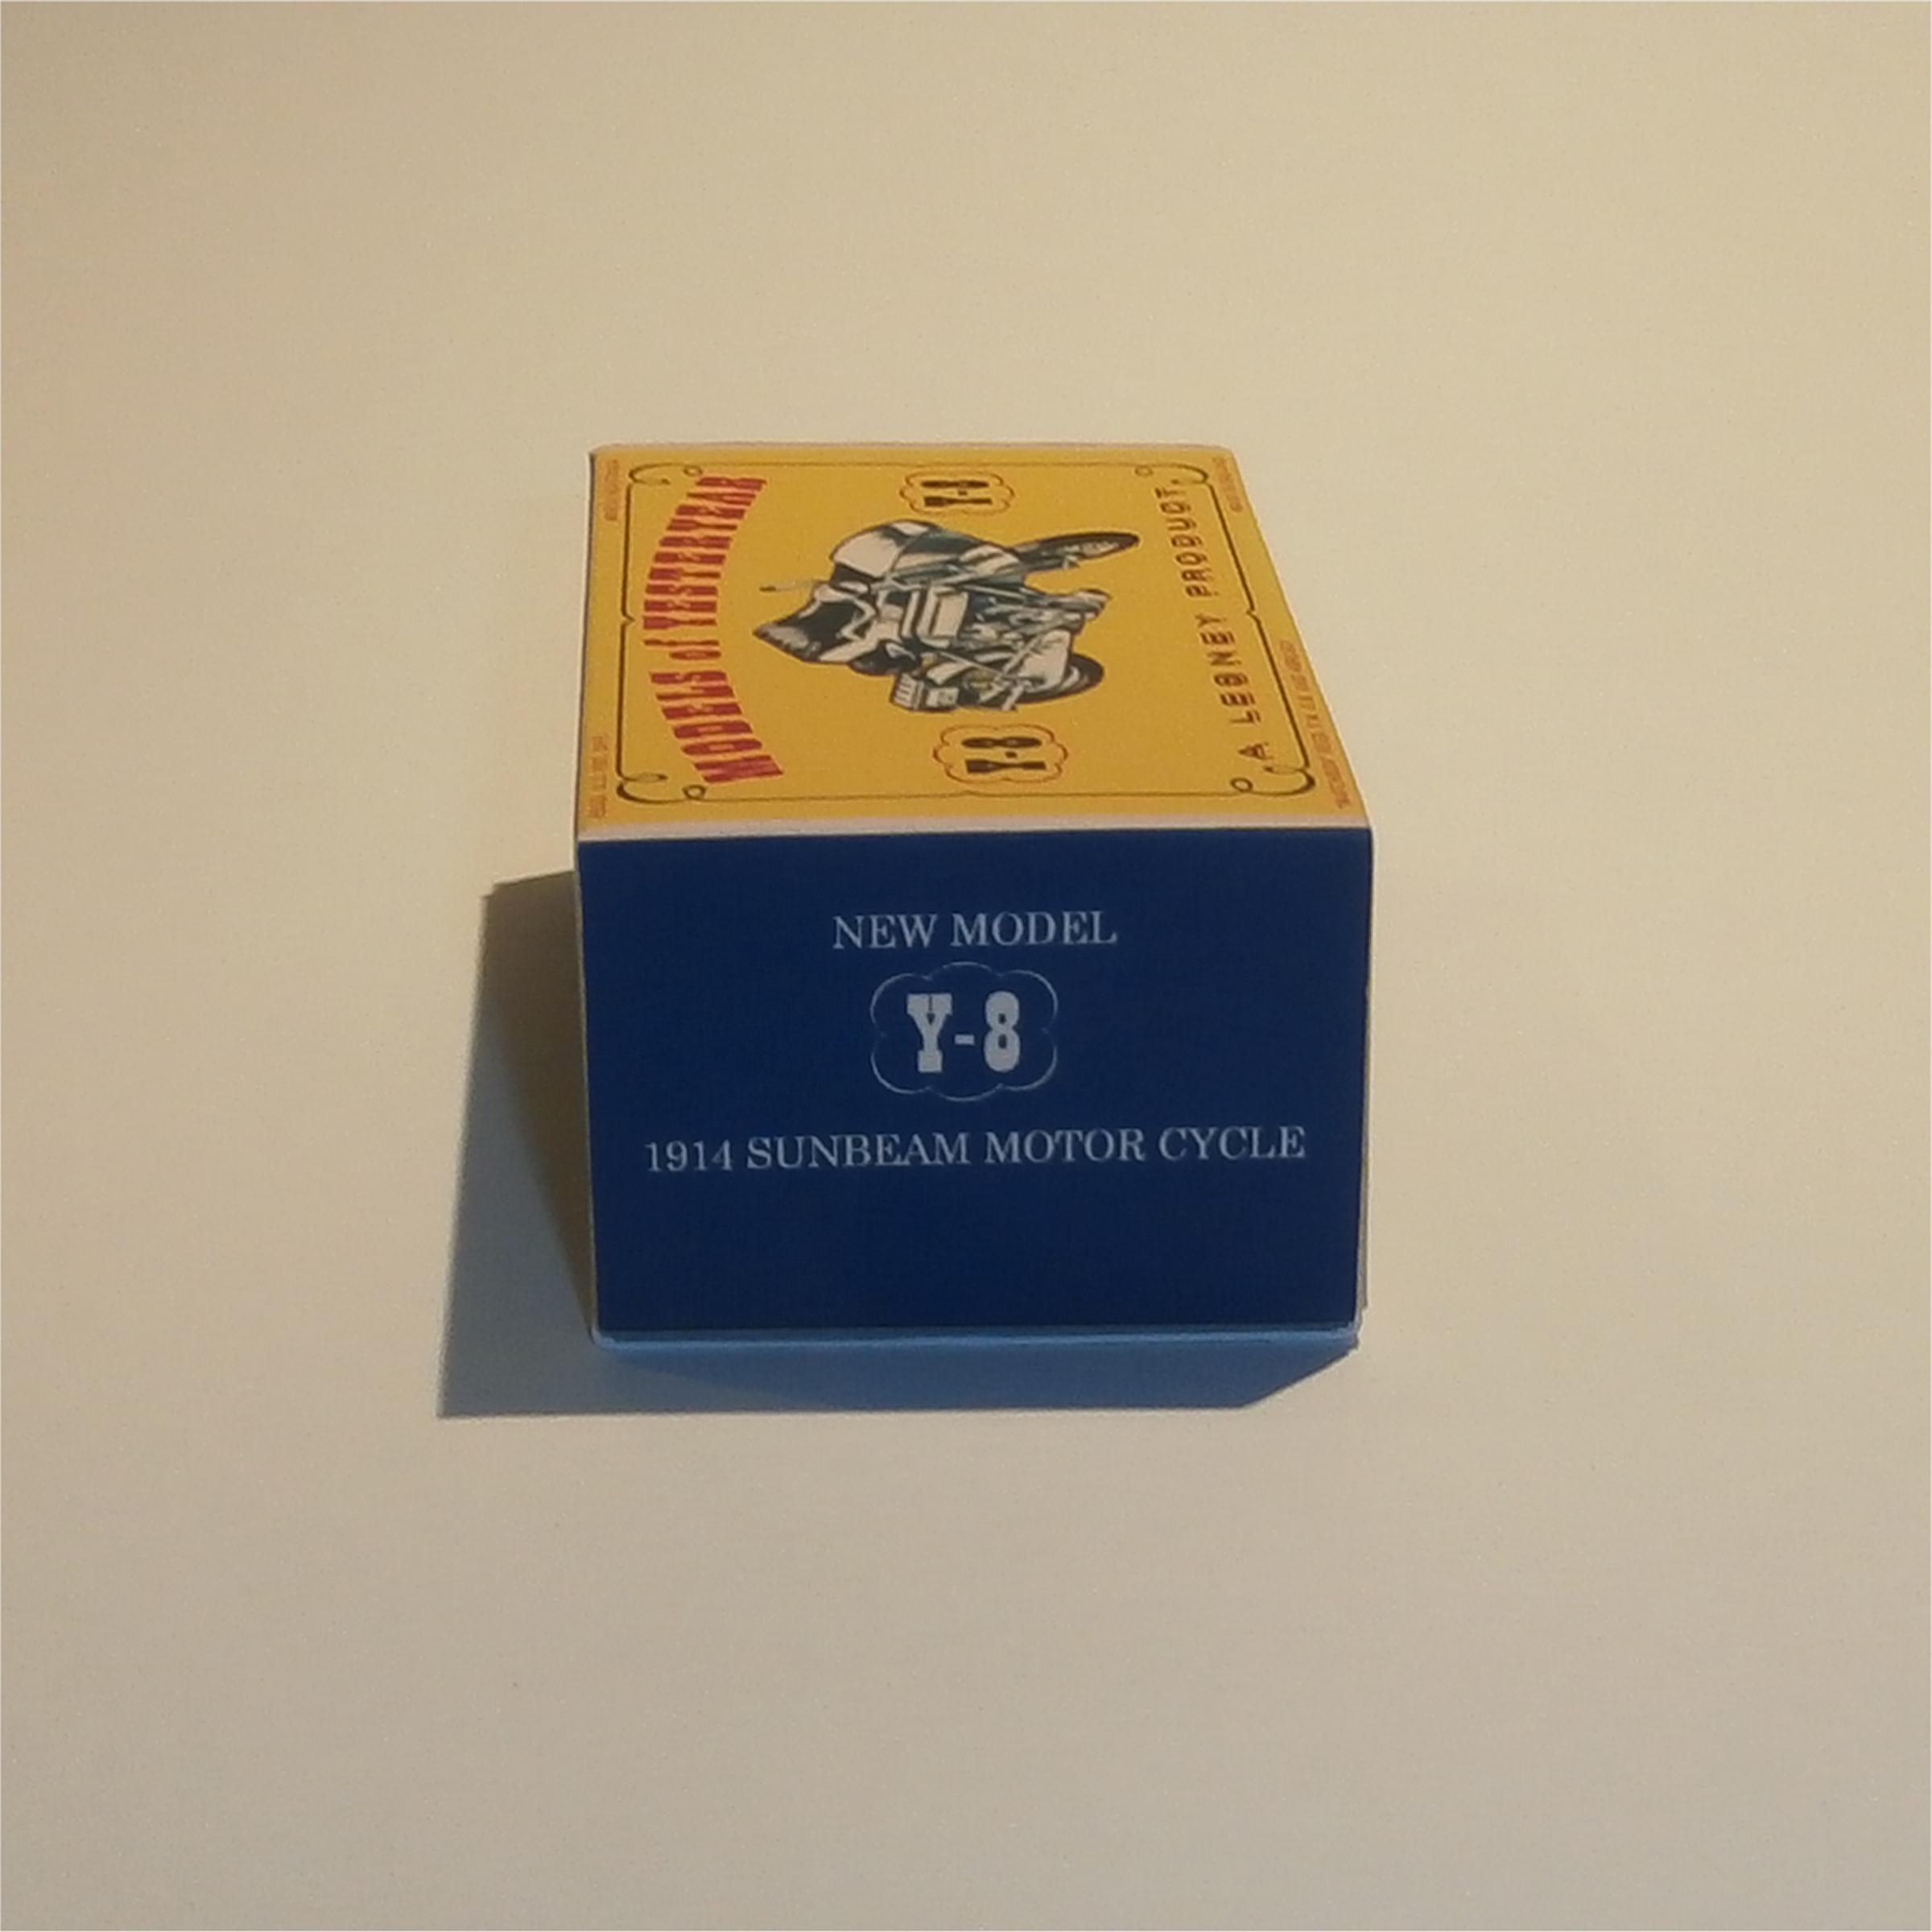 MODELS of YESTERYEAR
Y-8
Y-8
A LESNEY PRODUCT
NEW MODEL
Y-8
1914 SUNBEAM MOTOR CYCLE